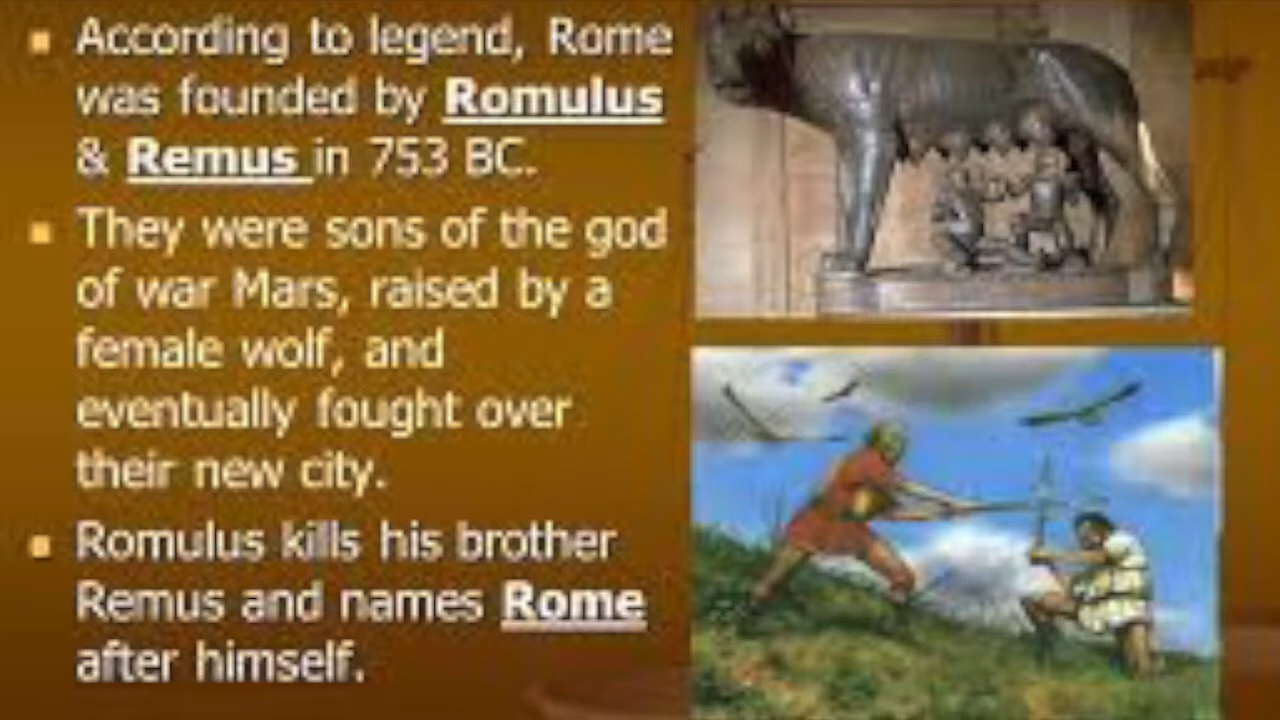 According to legend, Rome
was founded by Romulus
& Remus in 753 BC.
They were sons of the god
of war Mars, raised by a
female wolf, and
eventually fought over
their new city.
Romulus kills his brother
Remus and names Rome
after himself.